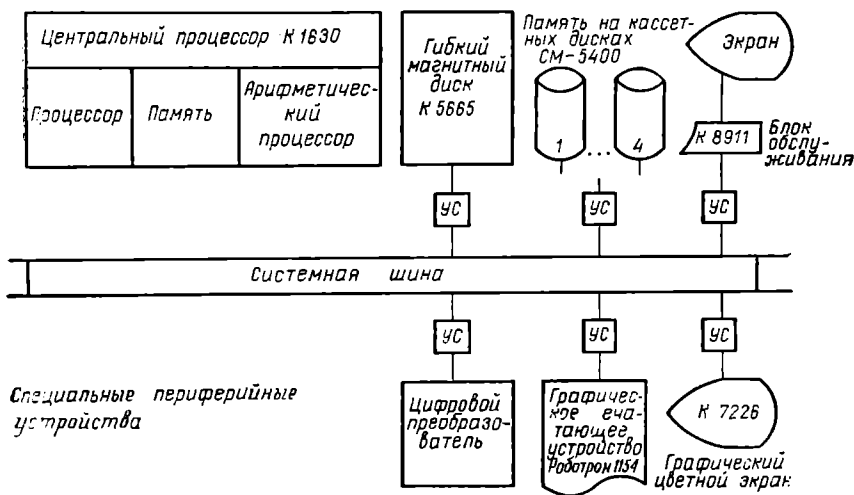 Центральный процессор К 1630
Процессор
Память
Арифметичес-
кий
процессор
Гибкий
магнитный
диск
К 5665
Память на кассет-
ных дисках
СМ-5400
1 ... 4
Экран
К 8911
Блок
обслу-
живания
УС
УС
УС
Системная шина
УС
УС
УС
Специальные периферийные
устройства
Цифровой
преобразо-
ватель
Графичес-
кое ечa-
тающее
устройство
Роботрон 1154
К 7226
Графический
цветной экран